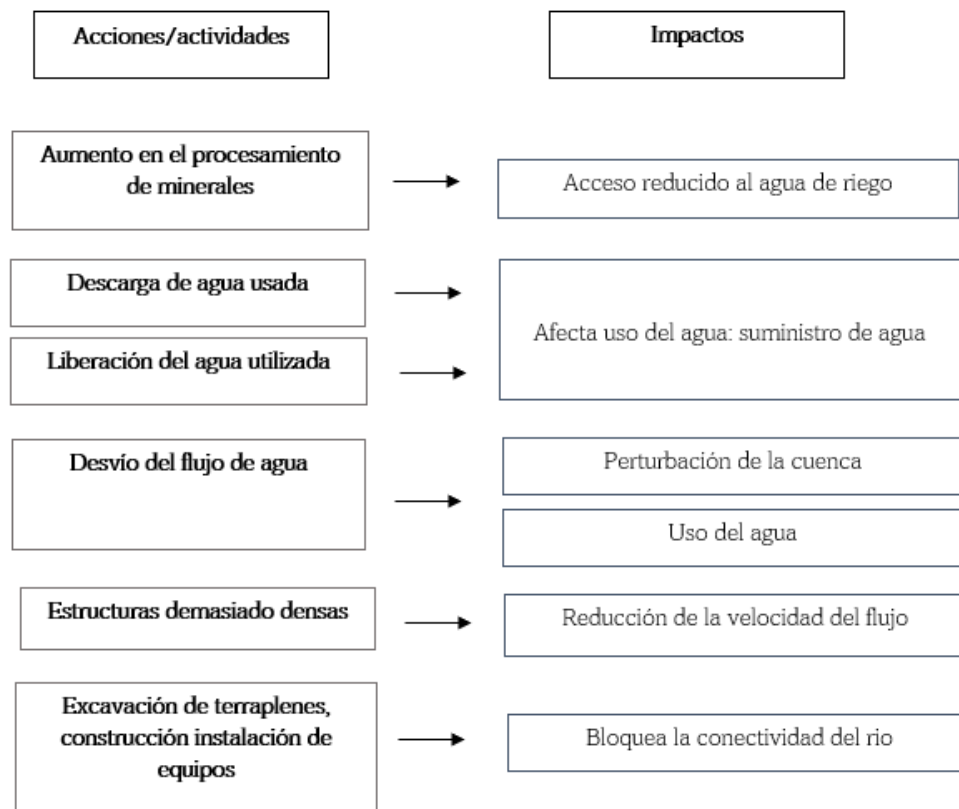 Acciones/actividades
Impactos
Aumento en el procesamiento
de minerales
Acceso reducido al agua de riego
Descarga de agua usada
Liberación del agua utilizada
Afecta uso del agua: suministro de agua
Desvío del flujo de agua
Perturbación de la cuenca
Uso del agua
Estructuras demasiado densas
Reducción de la velocidad del flujo
Excavación de terraplenes,
construcción instalación de
equipos
Bloquea la conectividad del rio